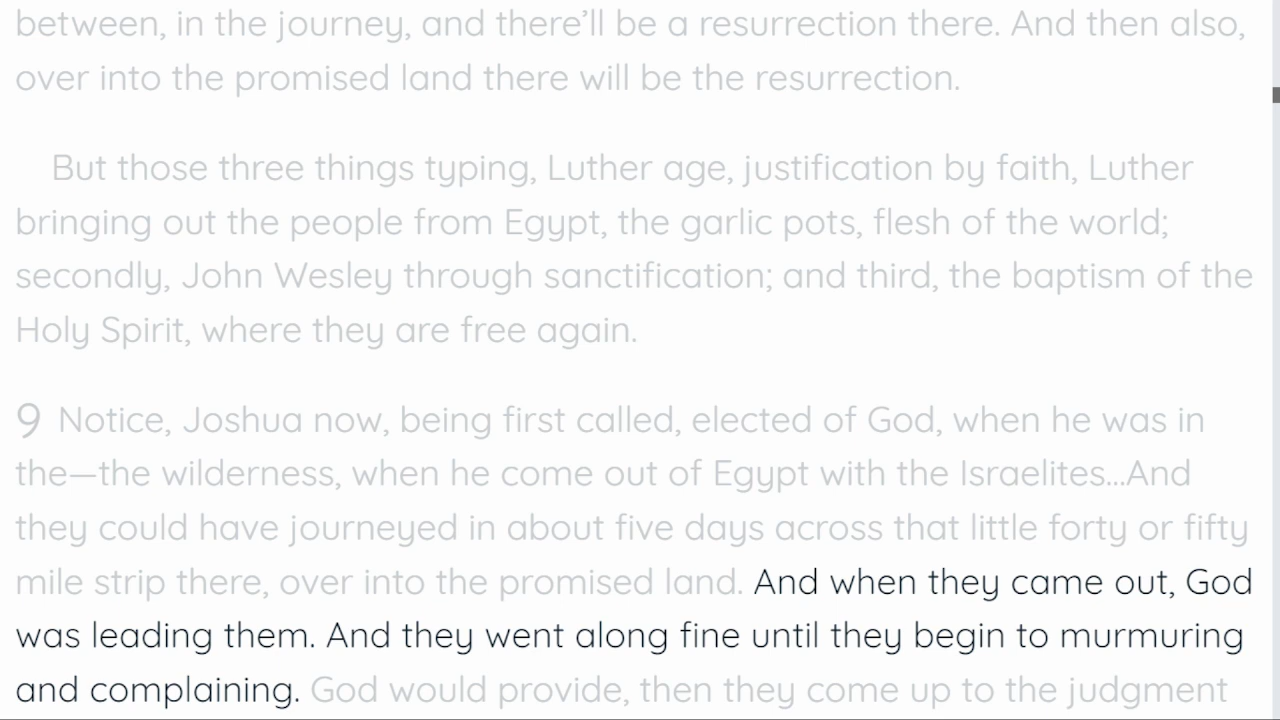 between, in the journey, and there’ll be a resurrection there. And then also,
over into the promised land there will be the resurrection.
But those three things typing, Luther age, justification by faith, Luther
bringing out the people from Egypt, the garlic pots, flesh of the world;
secondly, John Wesley through sanctification; and third, the baptism of the
Holy Spirit, where they are free again.
9 Notice, Joshua now, being first called, elected of God, when he was in
the—the wilderness, when he come out of Egypt with the Israelites...And
they could have journeyed in about five days across that little forty or fifty
mile strip there, over into the promised land. And when they came out, God
was leading them. And they went along fine until they begin to murmuring
and complaining. God would provide, then they come up to the judgment